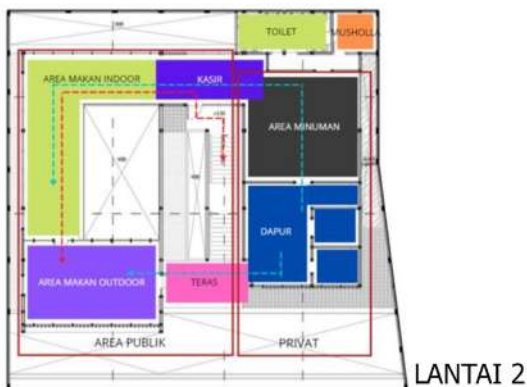 TOILET
MUSHOLLA
AREA MAKAN INDOOR
KASIR
AREA MINUMAN
DAPUR
AREA MAKAN OUTDOOR
TERAS
AREA PUBLIK
PRIVAT
LANTAI 2